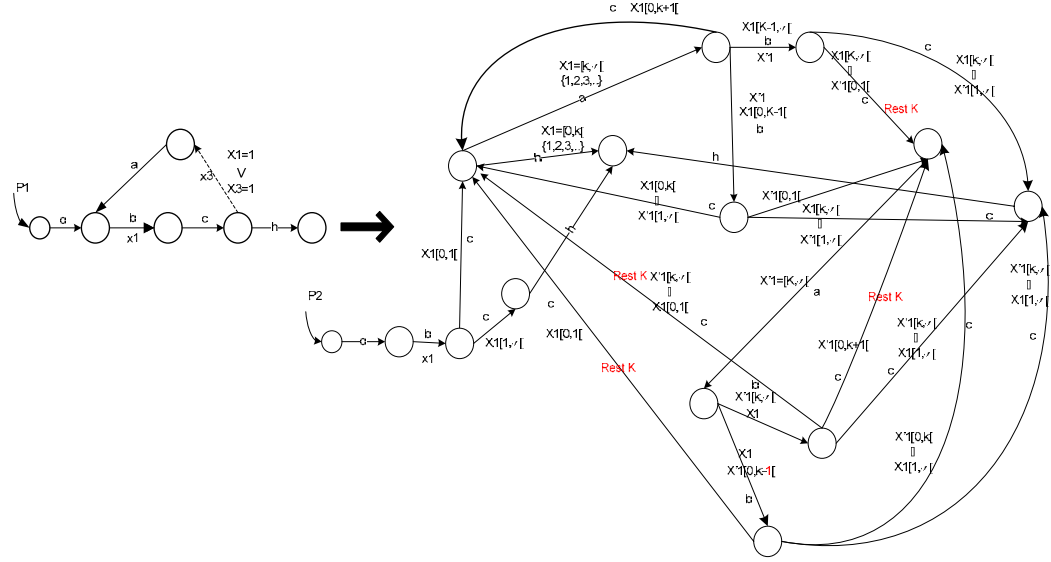 P1
a
b
x1
c
h
a
x3
X1=1
V
X3=1
P2
a
b
x1
c
X1[0,1[
c
X1[1,.,[
h
c X1[0,k+1[
X1=[k,.,[
{1,2,3,..}
a
X1=[0,k[
{1,2,3,..}
h
X1[K-1,.,[
b
X'1
X1[K,.,[
▯
X'1[0,1[
c
Rest K
c
X1[k,.,[
▯
X'1[1,.,[
X'1
X1[0,K-1[
b
h
X1[0,k[
▯
X'1[1,.,[
c
X'1[0,1[
X1[k,.,[
▯
X'1[1,.,[
c
X'1=[K,.,[
a
Rest K
X'1[k,.,[
▯
X1[0,1[
c
c
X1[0,1[
Rest K
Rest K
X'1[0,k+1[
c
X'1[k,.,[
▯
X1[1,.,[
c
c
X'1[k,.,[
▯
X1[1,.,[
c
b
X'1[k,.,[
X1
X1
X'1[0,k-1[
b
X'1[0,k[
▯
X1[1,.,[